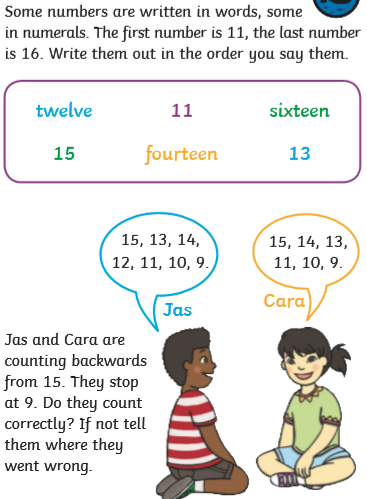 Some numbers are written in words, some
in numerals. The first number is 11, the last number
is 16. Write them out in the order you say them.
twelve 11 sixteen
15 fourteen 13
15, 13, 14,
12, 11, 10, 9.
Jas
15, 14, 13,
11, 10, 9.
Cara
Jas and Cara are
counting backwards
from 15. They stop
at 9. Do they count
correctly? If not tell
them where they
went wrong.